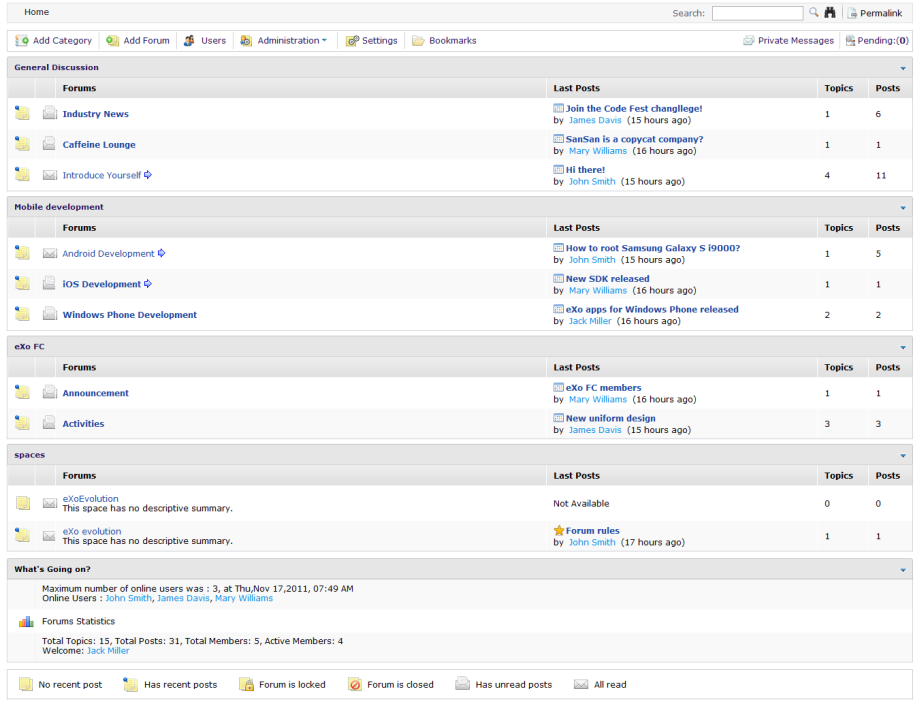 Home Search: Permalink
Add Category Add Forum Users Administration Settings Bookmarks Private Messages Pending:(0)
General Discussion
Forums Last Posts Topics Posts
Industry News Join the Code Fest changllege! 1 6
by James Davis (15 hours ago)
Caffeine Lounge SanSan is a copycat company? 1 1
by Mary Williams (16 hours ago)
Introduce Yourself Hi there! 4 11
by John Smith (15 hours ago)
Mobile development
Forums Last Posts Topics Posts
Android Development How to root Samsung Galaxy S i9000? 1 5
by John Smith (15 hours ago)
iOS Development New SDK released 1 1
by Mary Williams (16 hours ago)
Windows Phone Development eXo apps for Windows Phone released 2 2
by Jack Miller (16 hours ago)
eXo FC
Forums Last Posts Topics Posts
Announcement eXo FC members 1 1
by Mary Williams (16 hours ago)
Activities New uniform design 3 3
by James Davis (15 hours ago)
spaces
Forums Last Posts Topics Posts
eXoEvolution Not Available 0 0
This space has no descriptive summary.
eXo evolution Forum rules 1 1
This space has no descriptive summary. by John Smith (17 hours ago)
What's Going on?
Maximum number of online users was : 3, at Thu,Nov 17,2011, 07:49 AM
Online Users : John Smith, James Davis, Mary Williams
Forums Statistics
Total Topics: 15, Total Posts: 31, Total Members: 5, Active Members: 4
Welcome: Jack Miller
No recent post Has recent posts Forum is locked Forum is closed Has unread posts All read